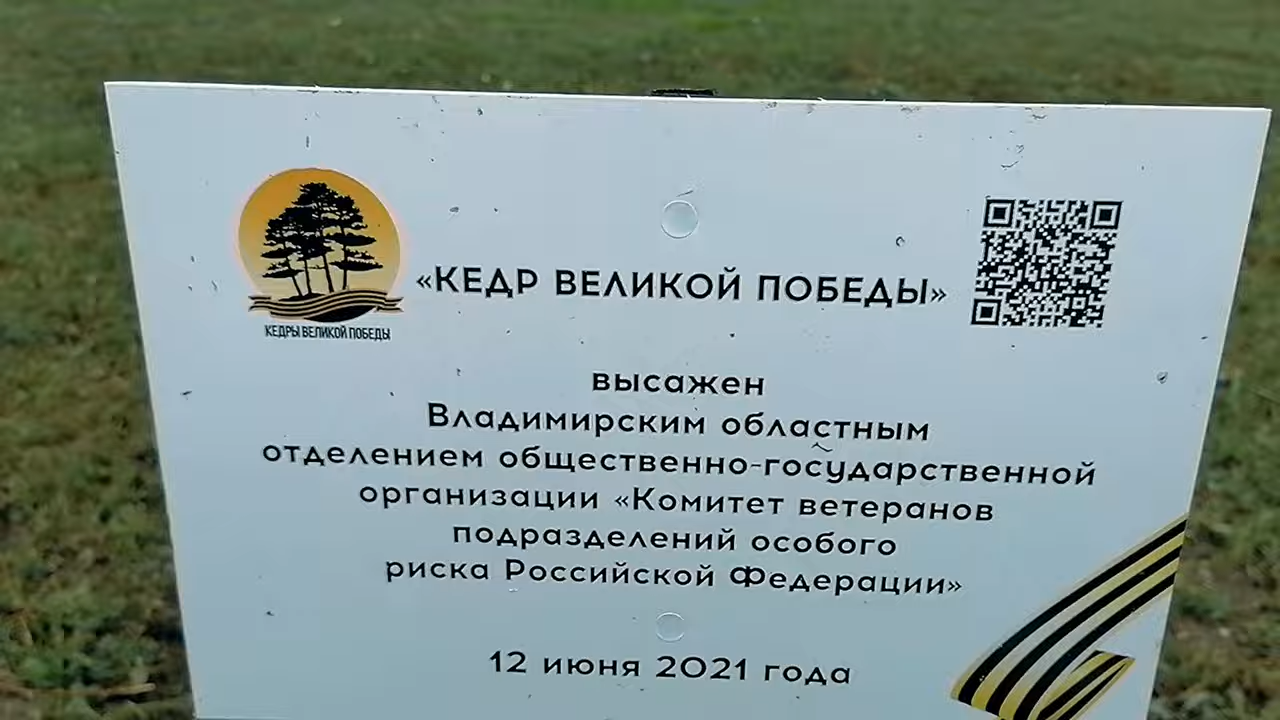 «КЕДР ВЕЛИКОЙ ПОБЕДЫ»
КЕДРЫ ВЕЛИКОЙ ПОБЕДЫ
высажен
Владимирским областным
отделением общественно-государственной
организации «Комитет ветеранов
подразделений особого
риска Российской Федерации»
12 июня 2021 года